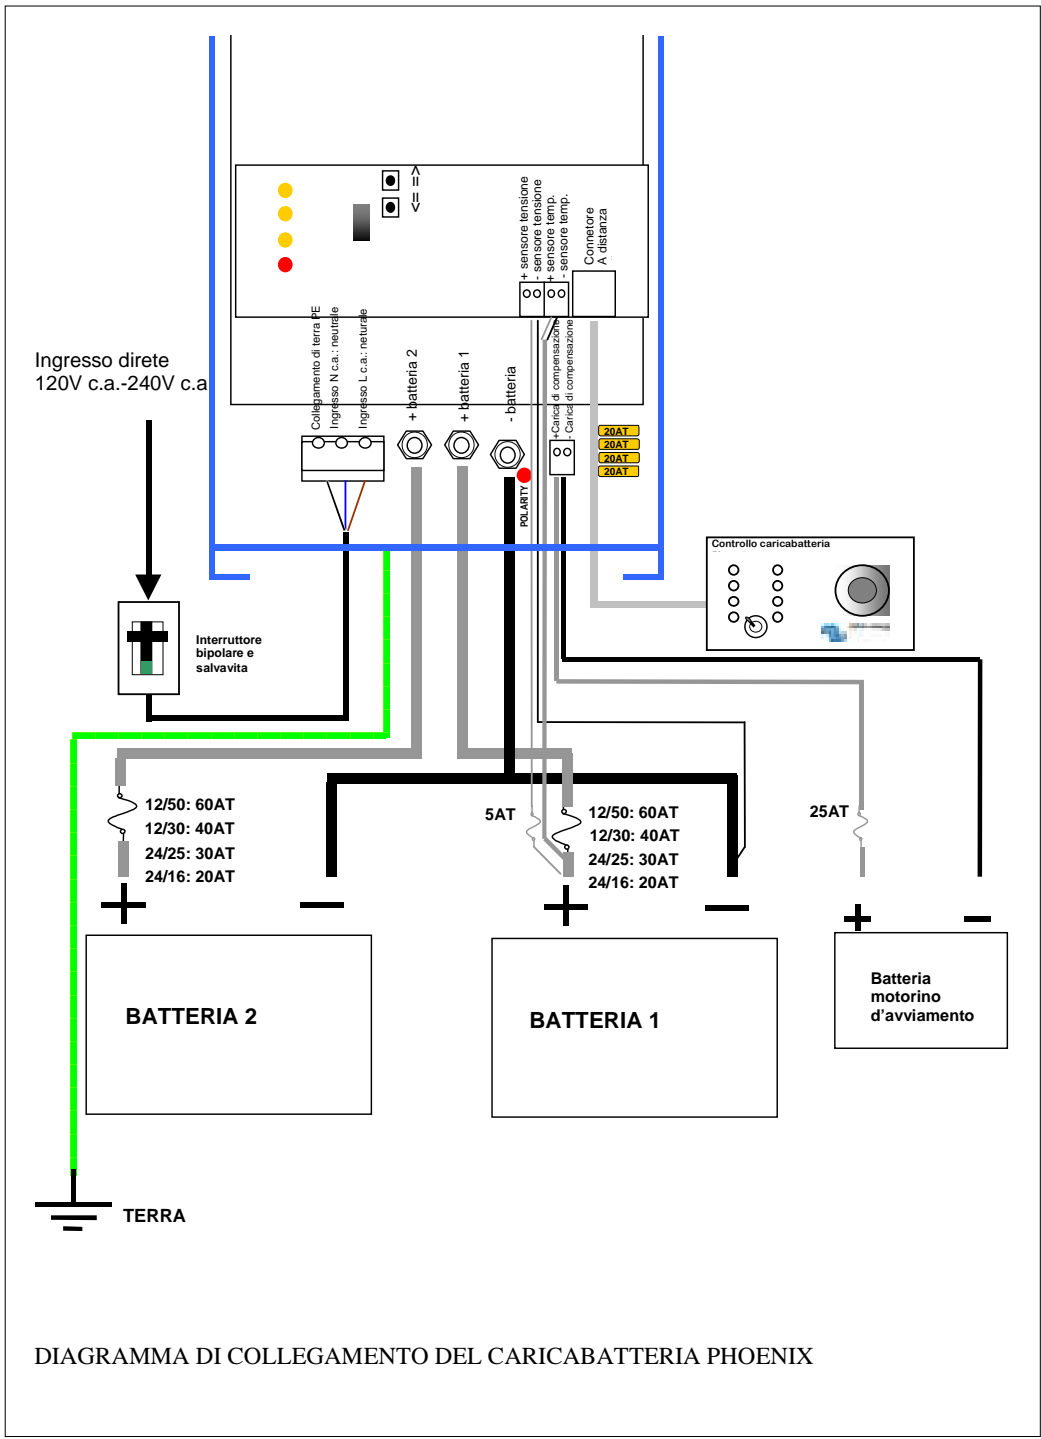 <= =>
+ sensore tensione
- sensore tensione
+ sensore temp.
- sensore temp.
Connetore
A distanza
Collegamento di terra PE
Ingresso N c.a.: neutrale
Ingresso L c.a.: neturale
+ batteria 2
+ batteria 1
- batteria
+Carica di compensazione
- Carica di compensazione
Ingresso direte
120V c.a.-240V c.a
20AT
20AT
20AT
20AT
POLARITY
Controllo caricabatteria
Interruttore
bipolare e
salvavita
12/50: 60AT
12/30: 40AT
24/25: 30AT
24/16: 20AT
5AT
12/50: 60AT
12/30: 40AT
24/25: 30AT
24/16: 20AT
25AT
BATTERIA 2
BATTERIA 1
Batteria
motorino
d'avviamento
TERRA
DIAGRAMMA DI COLLEGAMENTO DEL CARICABATTERIA PHOENIX